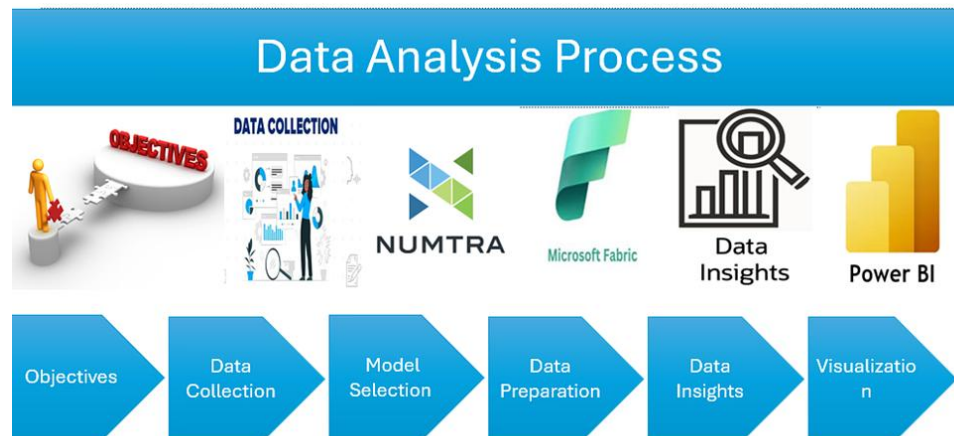 Data Analysis Process
OBJECTIVES
DATA COLLECTION
NUMTRA
Microsoft Fabric
Data
Insights
Power BI
Objectives
Data
Collection
Model
Selection
Data
Preparation
Data
Insights
Visualizatio
n